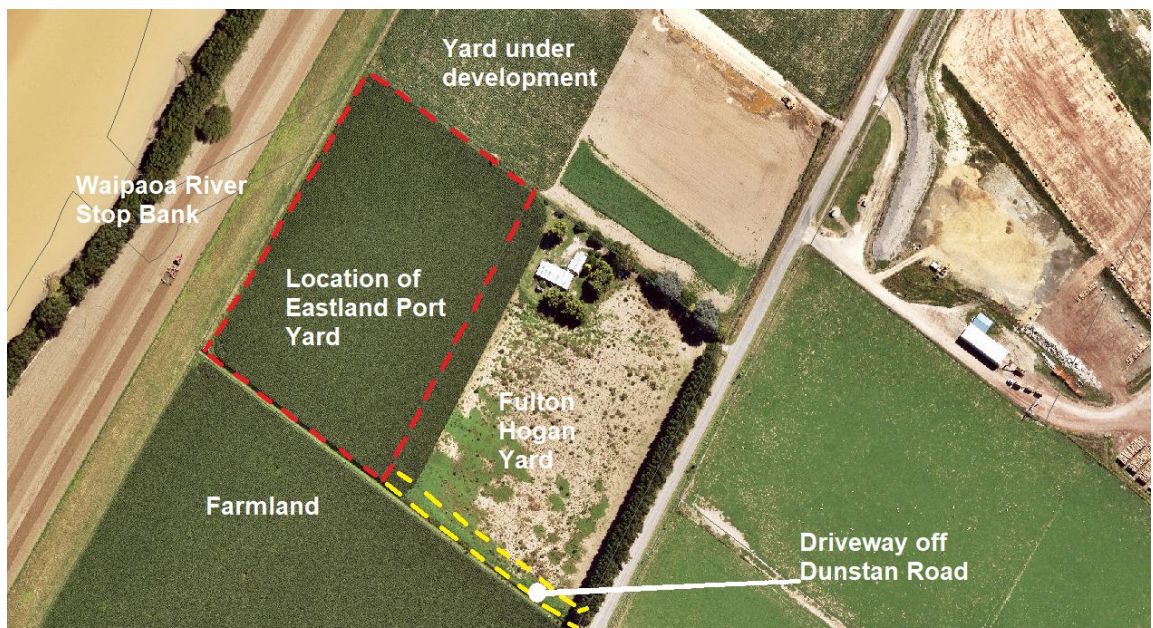 Yard under
development
Waipaoa River
Stop Bank
Location of
Eastland Port
Yard
Fulton
Hogan
Yard
Farmland
Driveway off
Dunstan Road